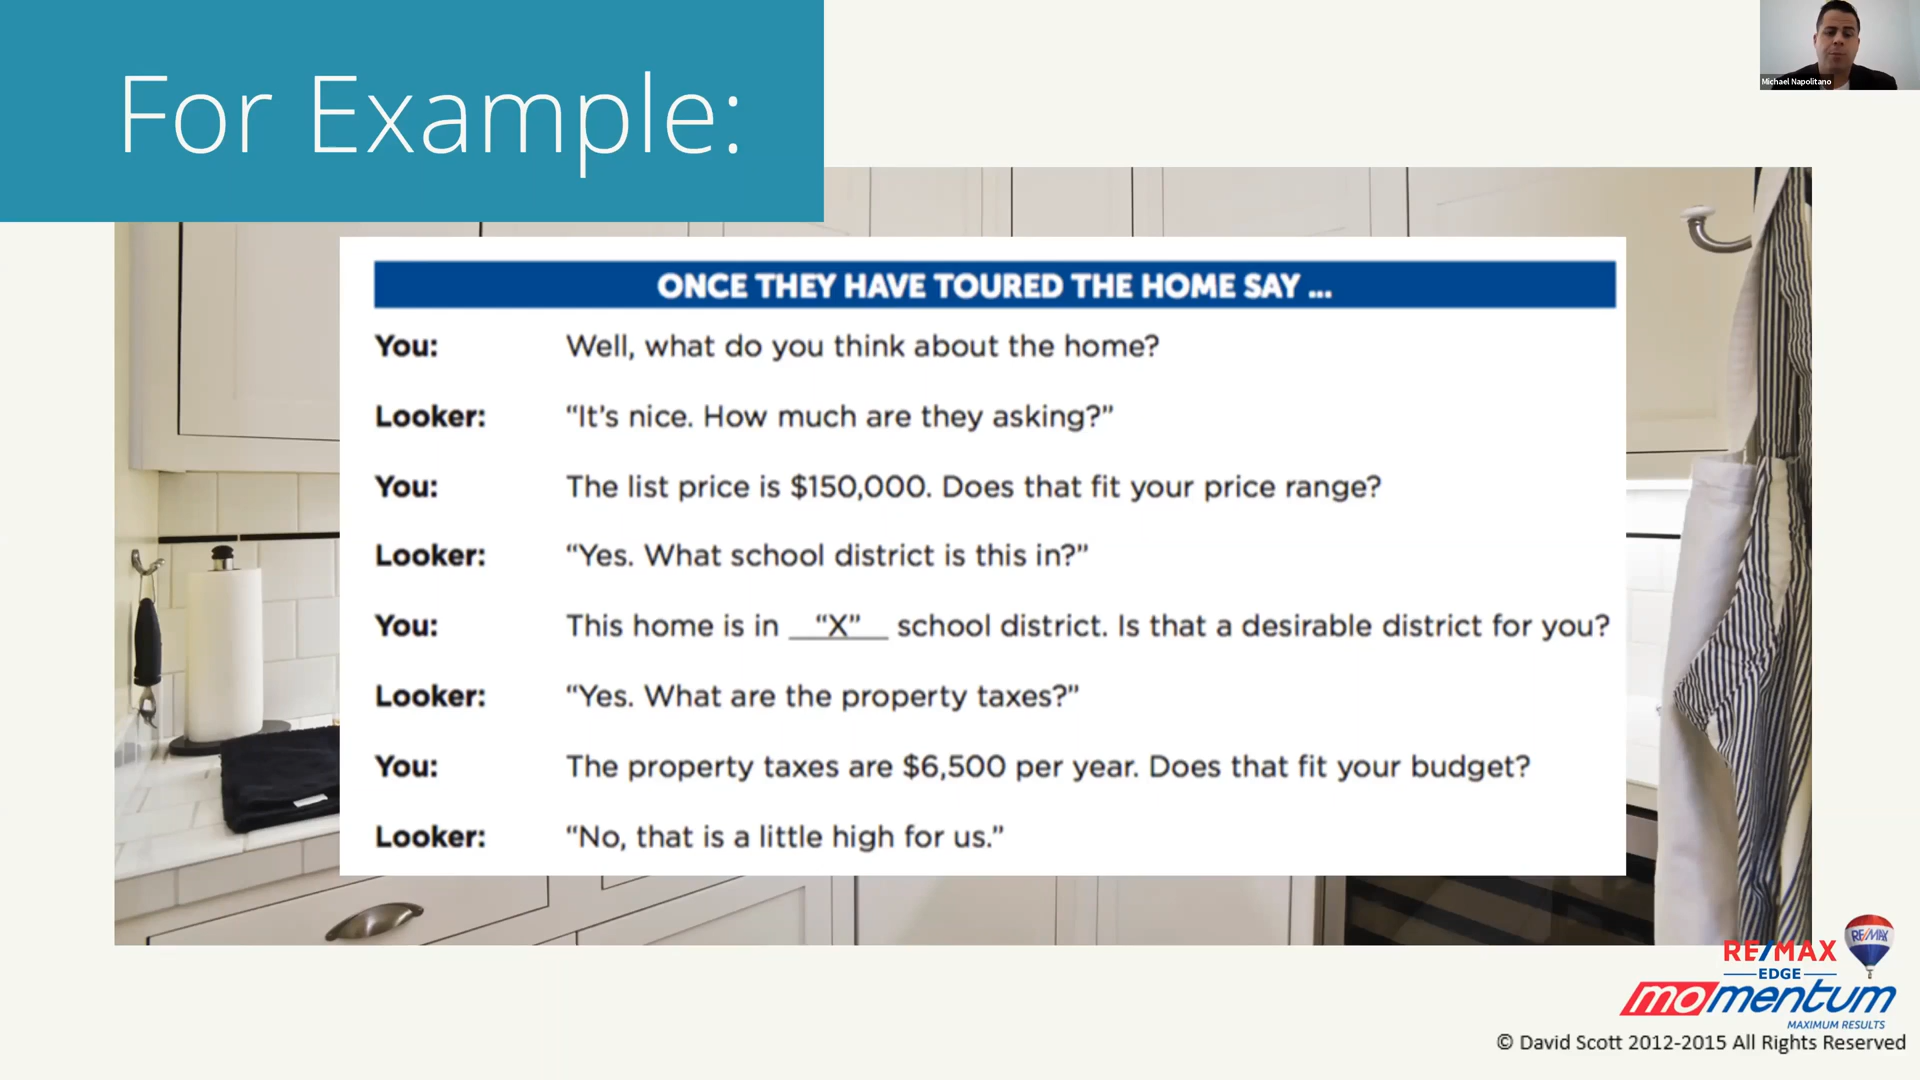 For Example:
Michael Napolitano
ONCE THEY HAVE TOURED THE HOME SAY ...
You: Well, what do you think about the home?
Looker: “It’s nice. How much are they asking?”
You: The list price is $150,000. Does that fit your price range?
Looker: “Yes. What school district is this in?”
You: This home is in “X” school district. Is that a desirable district for you?
Looker: “Yes. What are the property taxes?”
You: The property taxes are $6,500 per year. Does that fit your budget?
Looker: “No, that is a little high for us.”
RE/MAX
RE/MAX
EDGE
momentum
MAXIMUM RESULTS
© David Scott 2012-2015 All Rights Reserved